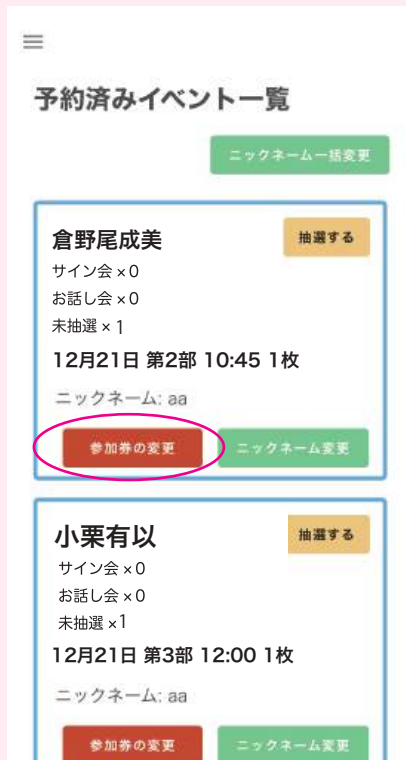 予約済みイベント一覧
ニックネーム一括変更
倉野尾成美
抽選する
サイン会 ×0
お話し会 ×0
未抽選 × 1
12月21日 第2部 10:45 1枚
ニックネーム: aa
参加券の変更
ニックネーム変更
小栗有以
抽選する
サイン会 ×0
お話し会 ×0
未抽選 ×1
12月21日 第3部 12:00 1枚
ニックネーム: aa
参加券の変更
ニックネーム変更